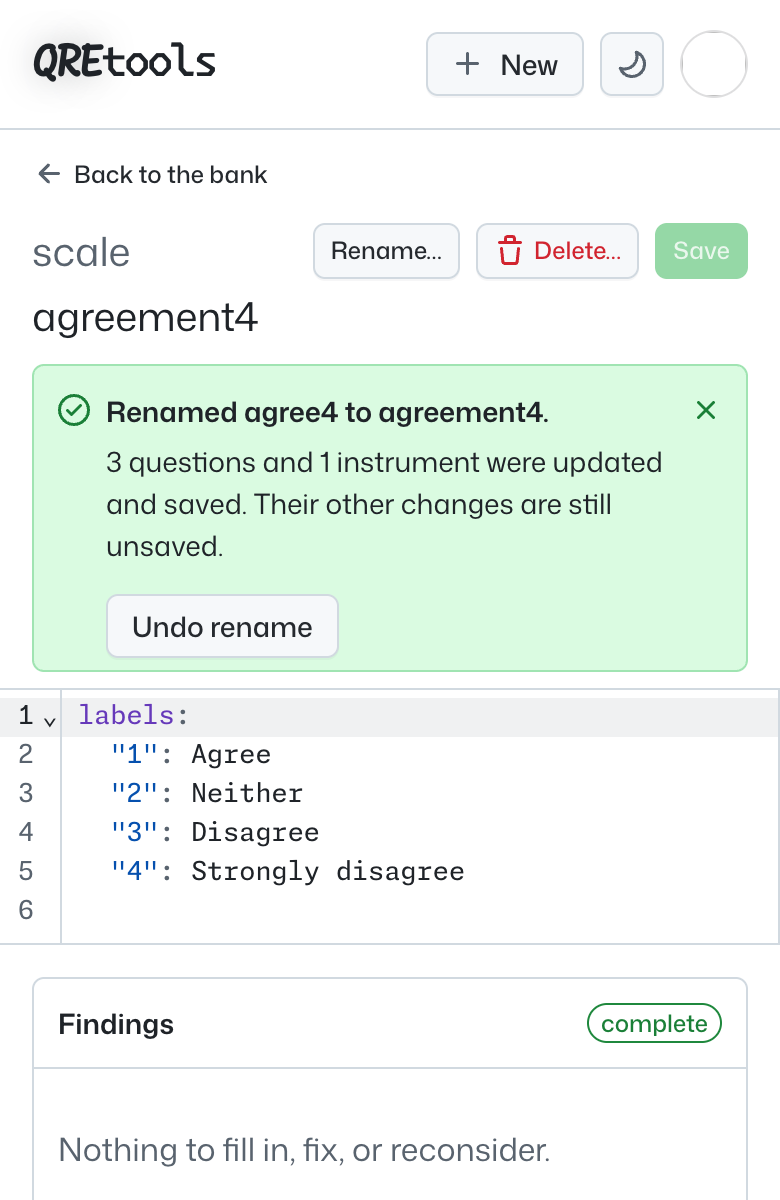 QREtools
New
Back to the bank
scale
Rename...
Delete...
Save
agreement4
Renamed agree4 to agreement4.
3 questions and 1 instrument were updated
and saved. Their other changes are still
unsaved.
Undo rename
1 labels:
2 "1": Agree
3 "2": Neither
4 "3": Disagree
5 "4": Strongly disagree
6
Findings
complete
Nothing to fill in, fix, or reconsider.